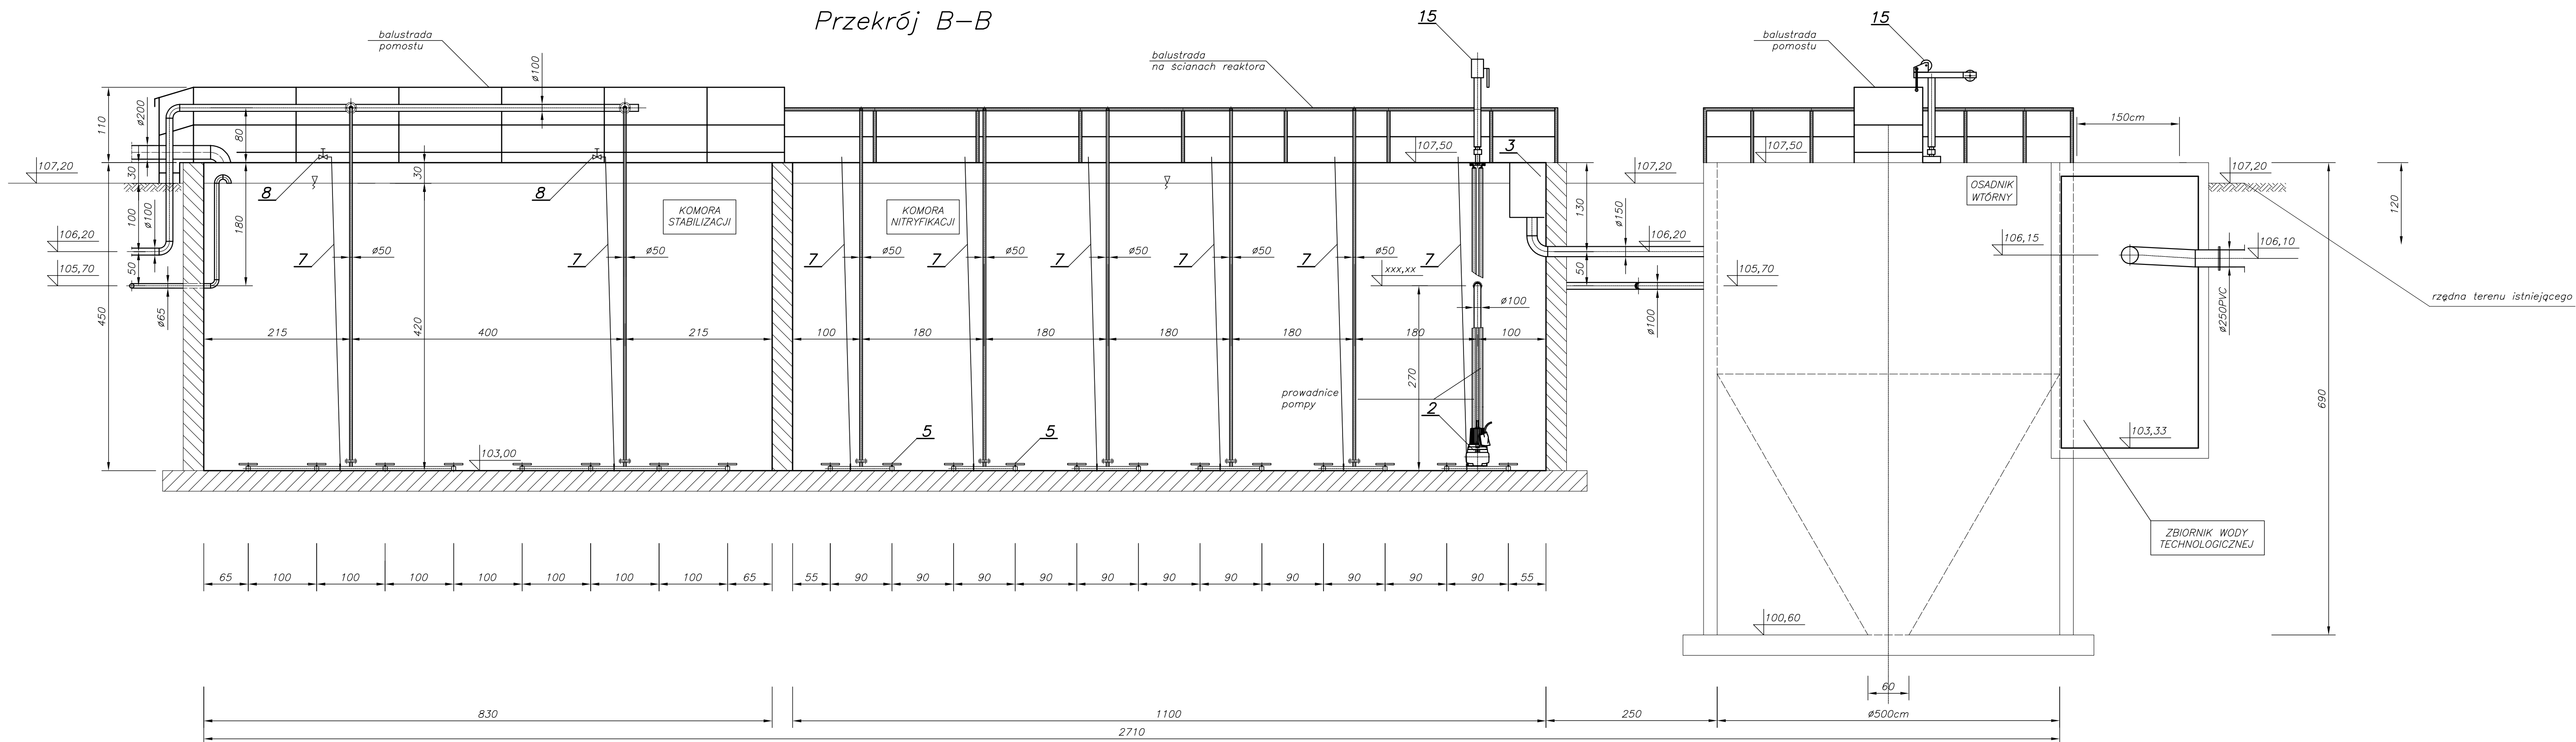 Przekrój B–B
15
15
balustrada
pomostu
balustrada
na ścianach reaktora
balustrada
pomostu
ø100
ø200
110
80
30
30
150cm
107,20
107,50
3
107,20
107,50
107,20
OSADNIK
WTÓRNY
120
8
8
KOMORA
STABILIZACJI
KOMORA
NITRYFIKACJI
100
ø100
180
130
ø150
106,20
106,20
106,15
106,10
7
ø50
7
ø50
7
ø50
7
ø50
7
ø50
7
ø50
7
ø50
7
50
105,70
xxx,xx
50
105,70
rzędna terenu istniejącego
ø65
450
420
ø100
ø100
ø250PVC
215
400
215
100
180
180
180
180
180
100
270
prowadnice
pompy
690
2
5
5
103,00
103,33
ZBIORNIK WODY
TECHNOLOGICZNEJ
65
100
100
100
100
100
100
100
65
55
90
90
90
90
90
90
90
90
90
90
90
55
100,60
60
830
1100
250
ø500cm
2710